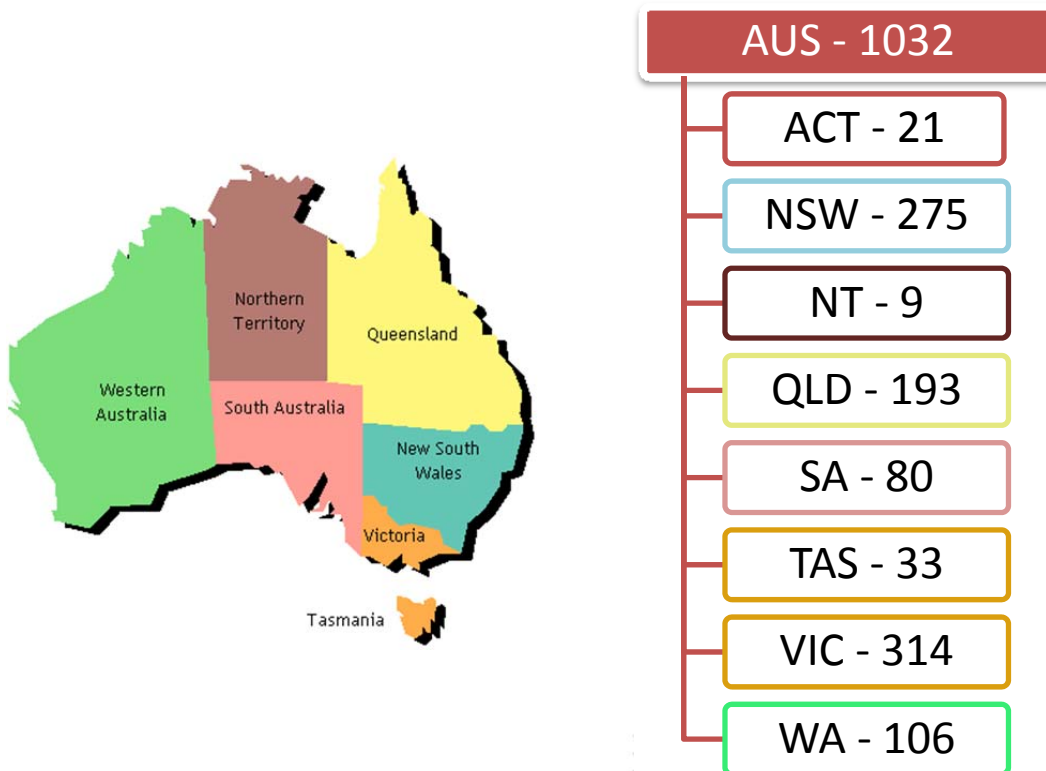 Northern
Territory
Queensland
Western
Australia
South Australia
New South
Wales
Victoria
Tasmania
AUS - 1032
ACT - 21
NSW - 275
NT - 9
QLD - 193
SA - 80
TAS - 33
VIC - 314
WA - 106